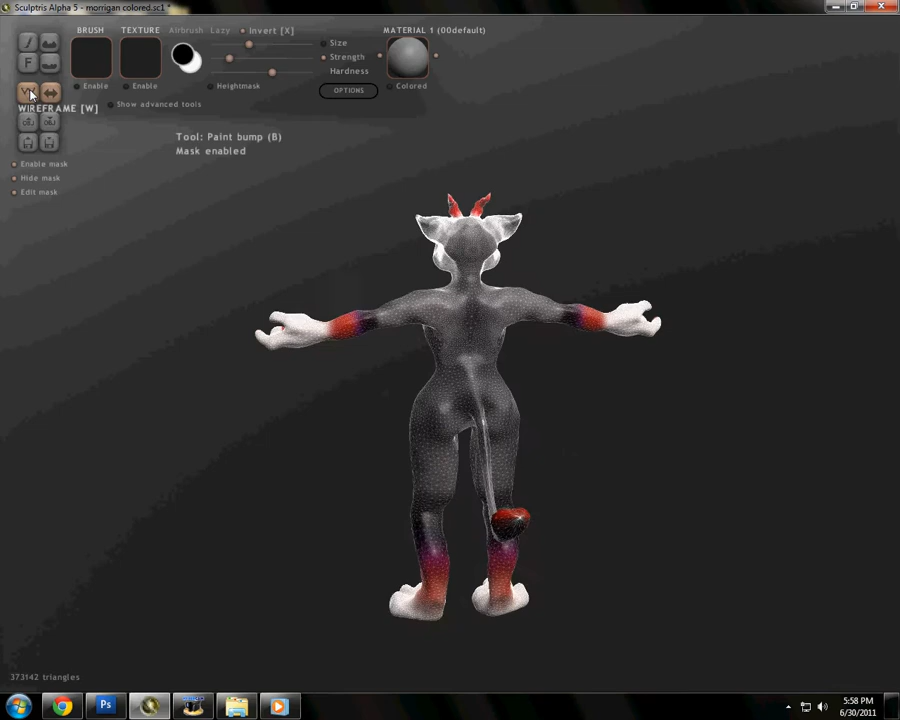 Sculptris Alpha 5 - morrigan colored.sc1 *
BRUSH TEXTURE Airbrush Lazy Invert [X] MATERIAL 1 (00default)
Size
F Strength
Hardness
Enable Enable Heightmask OPTIONS Colored
W
WIREFRAME [W] Show advanced tools
Tool: Paint bump (B)
Mask enabled
Enable mask
Hide mask
Edit mask
373142 triangles
Ps
5:58 PM
6/30/2011